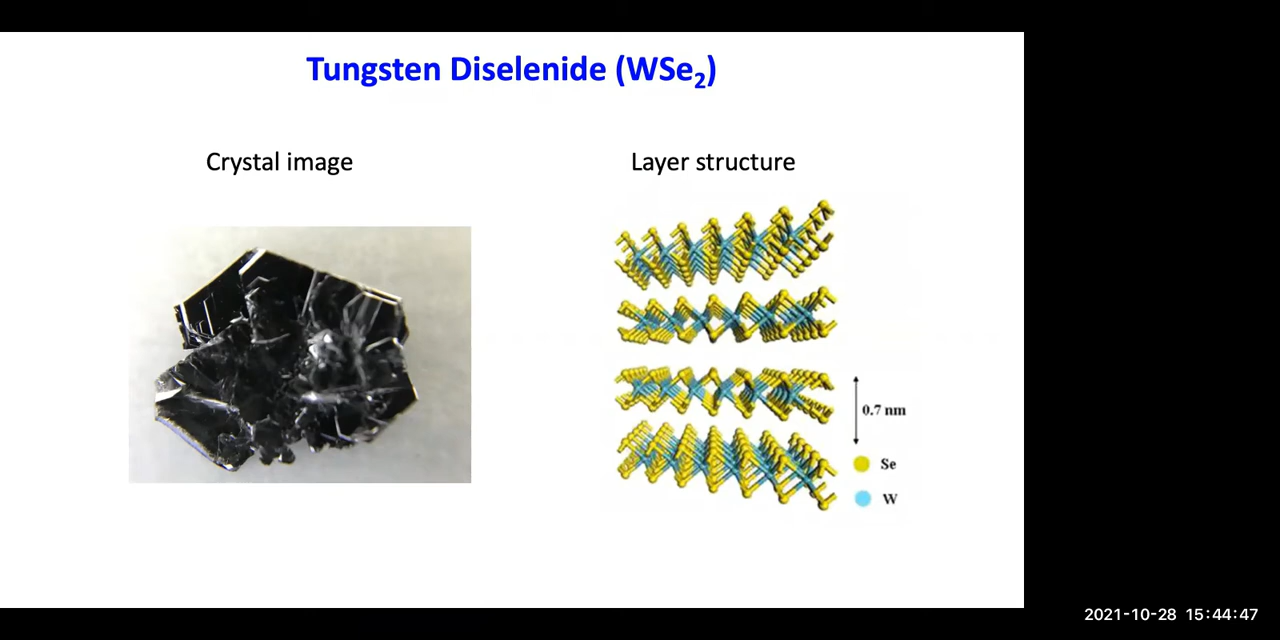 Tungsten Diselenide (WSe₂)
Crystal image
Layer structure
0.7 nm
Se
W
2021-10-28 15:44:47